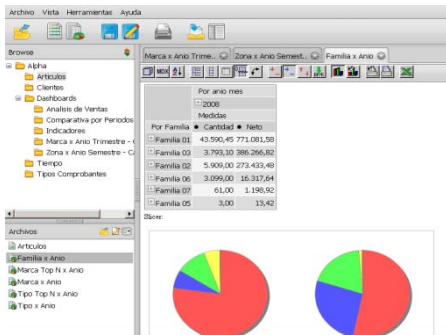 Archivo Vista Herramientas Ayuda
Browse
Alpha
Articulos
Clientes
Dashboards
Analisis de Ventas
Comparativa por Periodos
Indicadores
Marca x Anio Trimestre -
Zona x Anio Semestre - C
Tiempo
Tipos Comprobantes
Archivos
Articulos
Familia x Anio
Marca Top N x Anio
Marca x Anio
Tipo Top N x Anio
Tipo x Anio
Marca x Anio Trime.. Zona x Anio Semest.. Familia x Anio
MDX
Por anio mes
2008
Medidas
Por Familia Cantidad Neto
Familia 01 43.590,45 771.081,58
Familia 03 3.793,10 386.266,82
Familia 02 5.909,00 273.433,48
Familia 06 3.099,00 16.317,64
Familia 07 61,00 1.198,92
Familia 05 3,00 13,42
Slicer: